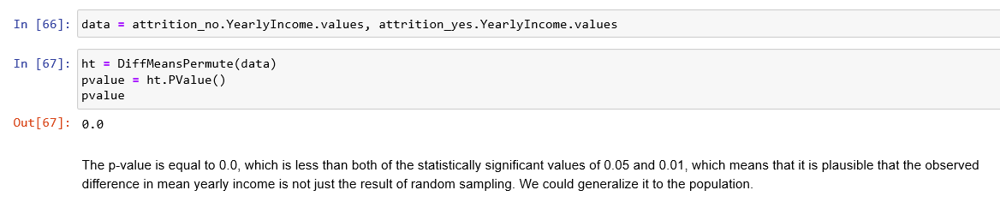 In [66]: data = attrition_no.YearlyIncome.values, attrition_yes.YearlyIncome.values
In [67]: ht = DiffMeansPermute(data)
pvalue = ht.PValue()
pvalue
Out[67]: 0.0
The p-value is equal to 0.0, which is less than both of the statistically significant values of 0.05 and 0.01, which means that it is plausible that the observed
difference in mean yearly income is not just the result of random sampling. We could generalize it to the population.